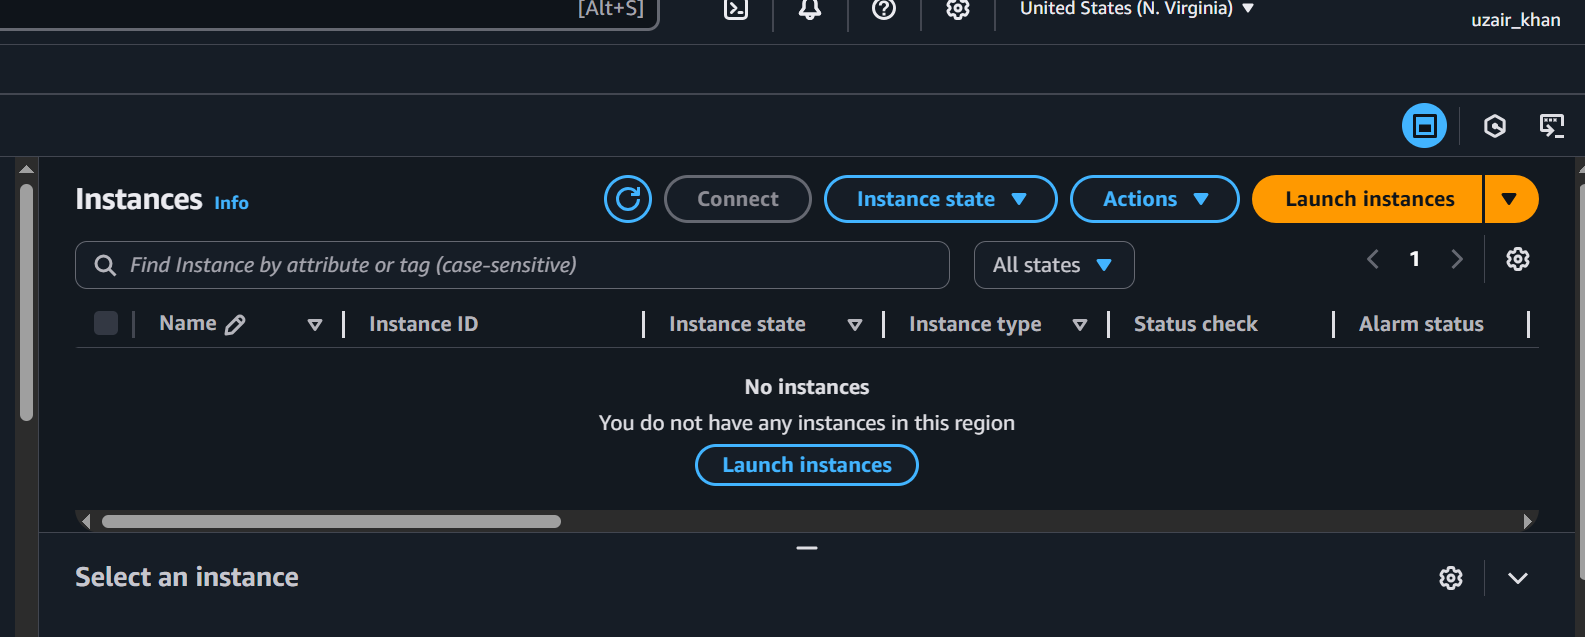 [Alt+S]
United States (N. Virginia)
uzair_khan
Instances Info
Connect
Instance state
Actions
Launch instances
Find Instance by attribute or tag (case-sensitive)
All states
1
Name
Instance ID
Instance state
Instance type
Status check
Alarm status
No instances
You do not have any instances in this region
Launch instances
Select an instance